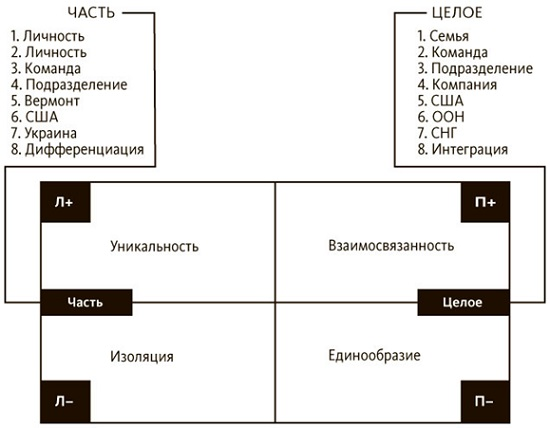 ЧАСТЬ
1. Личность
2. Личность
3. Команда
4. Подразделение
5. Вермонт
6. США
7. Украина
8. Дифференциация
ЦЕЛОЕ
1. Семья
2. Команда
3. Подразделение
4. Компания
5. США
6. ООН
7. СНГ
8. Интеграция
Л+
П+
Уникальность
Взаимосвязанность
Часть
Целое
Изоляция
Единообразие
Л–
П–